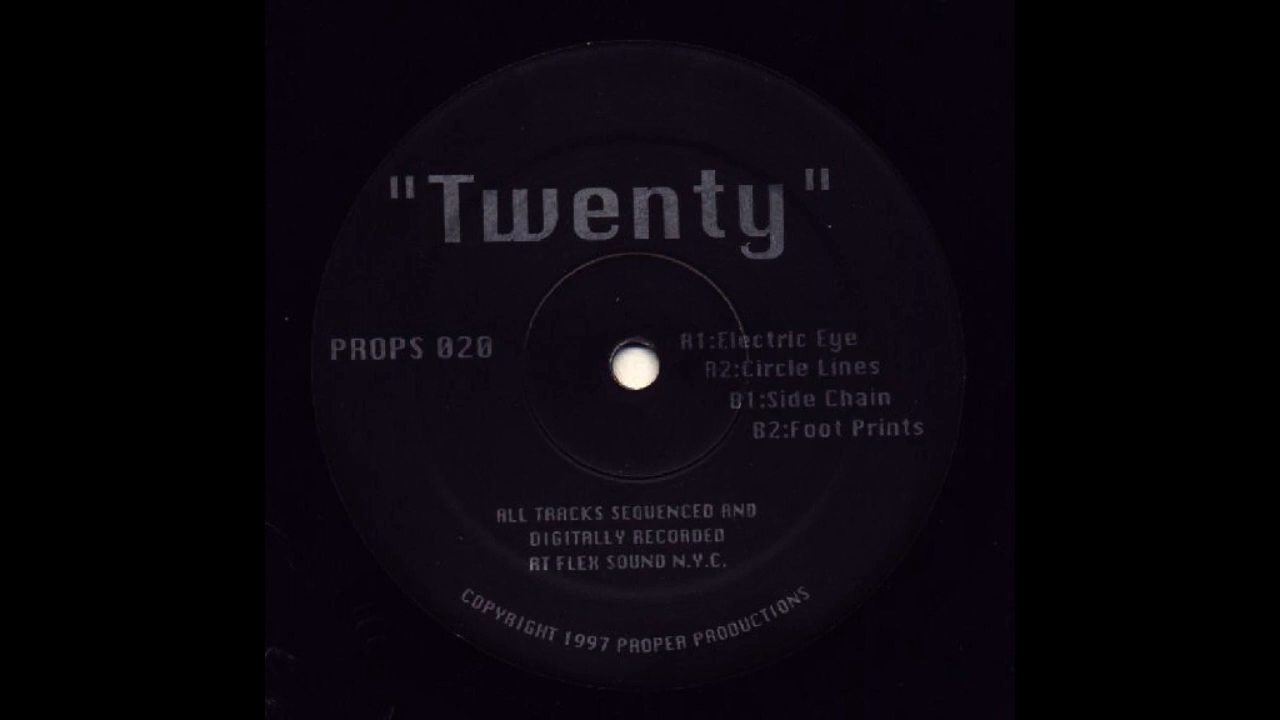 "Twenty"
PROPS 020
A1:Electric Eye
A2:Circle Lines
B1:Side Chain
B2:Foot Prints
ALL TRACKS SEQUENCED AND
DIGITALLY RECORDED
AT FLEX SOUND N.Y.C.
COPYRIGHT 1997 PROPER PRODUCTIONS